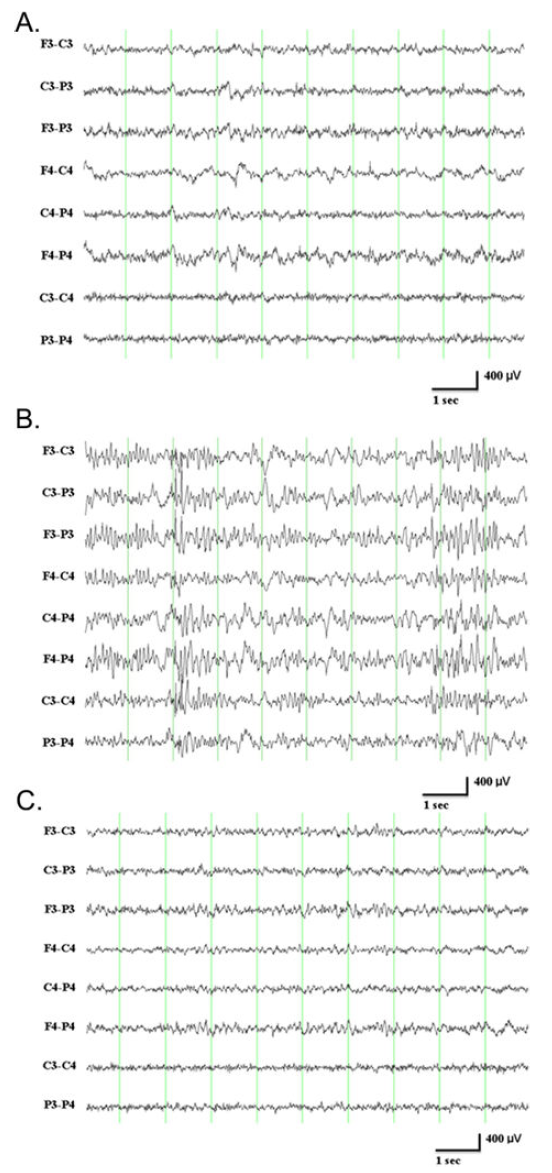 A.
F3-C3
C3-P3
F3-P3
F4-C4
C4-P4
F4-P4
C3-C4
P3-P4
400 µV
1 sec
B.
F3-C3
C3-P3
F3-P3
F4-C4
C4-P4
F4-P4
C3-C4
P3-P4
400 µV
1 sec
C.
F3-C3
C3-P3
F3-P3
F4-C4
C4-P4
F4-P4
C3-C4
P3-P4
400 µV
1 sec